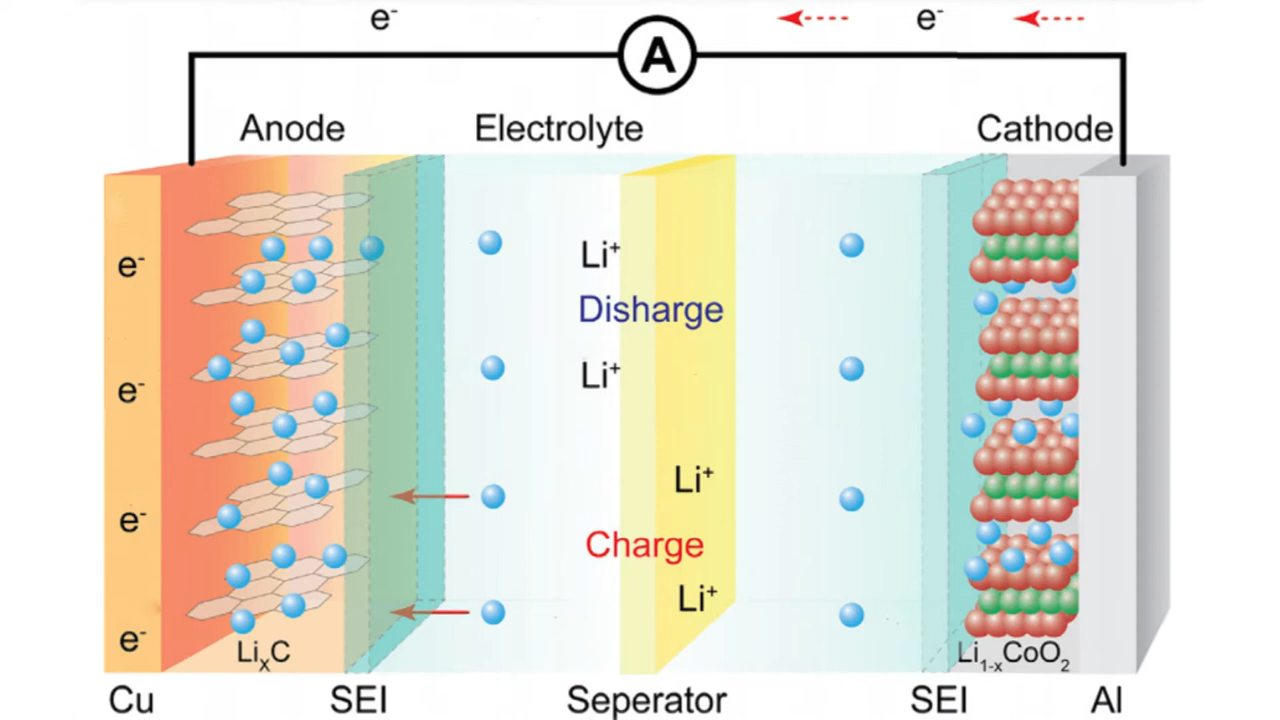 e⁻ e⁻
A
Anode Electrolyte Cathode
e⁻ Li⁺
Disharge
e⁻ Li⁺
Li⁺
e⁻
Charge
Li⁺
e⁻
LiₓC Li₁₋ₓCoO₂
Cu SEI Seperator SEI Al